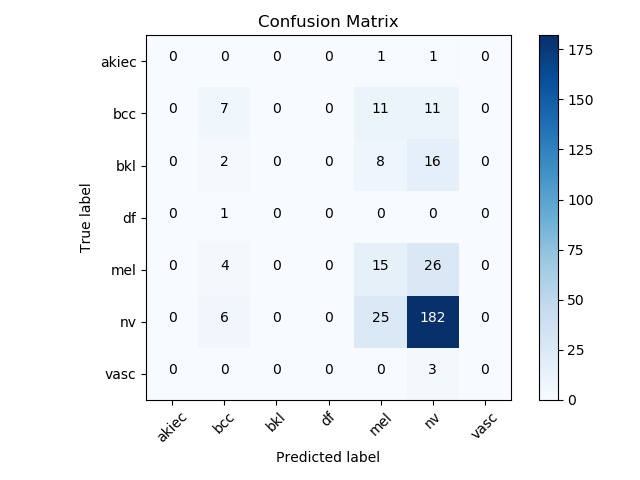 Confusion Matrix
akiec 0 0 0 0 1 1 0
bcc 0 7 0 0 11 11 0
bkl 0 2 0 0 8 16 0
df 0 1 0 0 0 0 0
mel 0 4 0 0 15 26 0
nv 0 6 0 0 25 182 0
vasc 0 0 0 0 0 3 0
akiec bcc bkl df mel nv vasc
True label
Predicted label
175
150
125
100
75
50
25
0